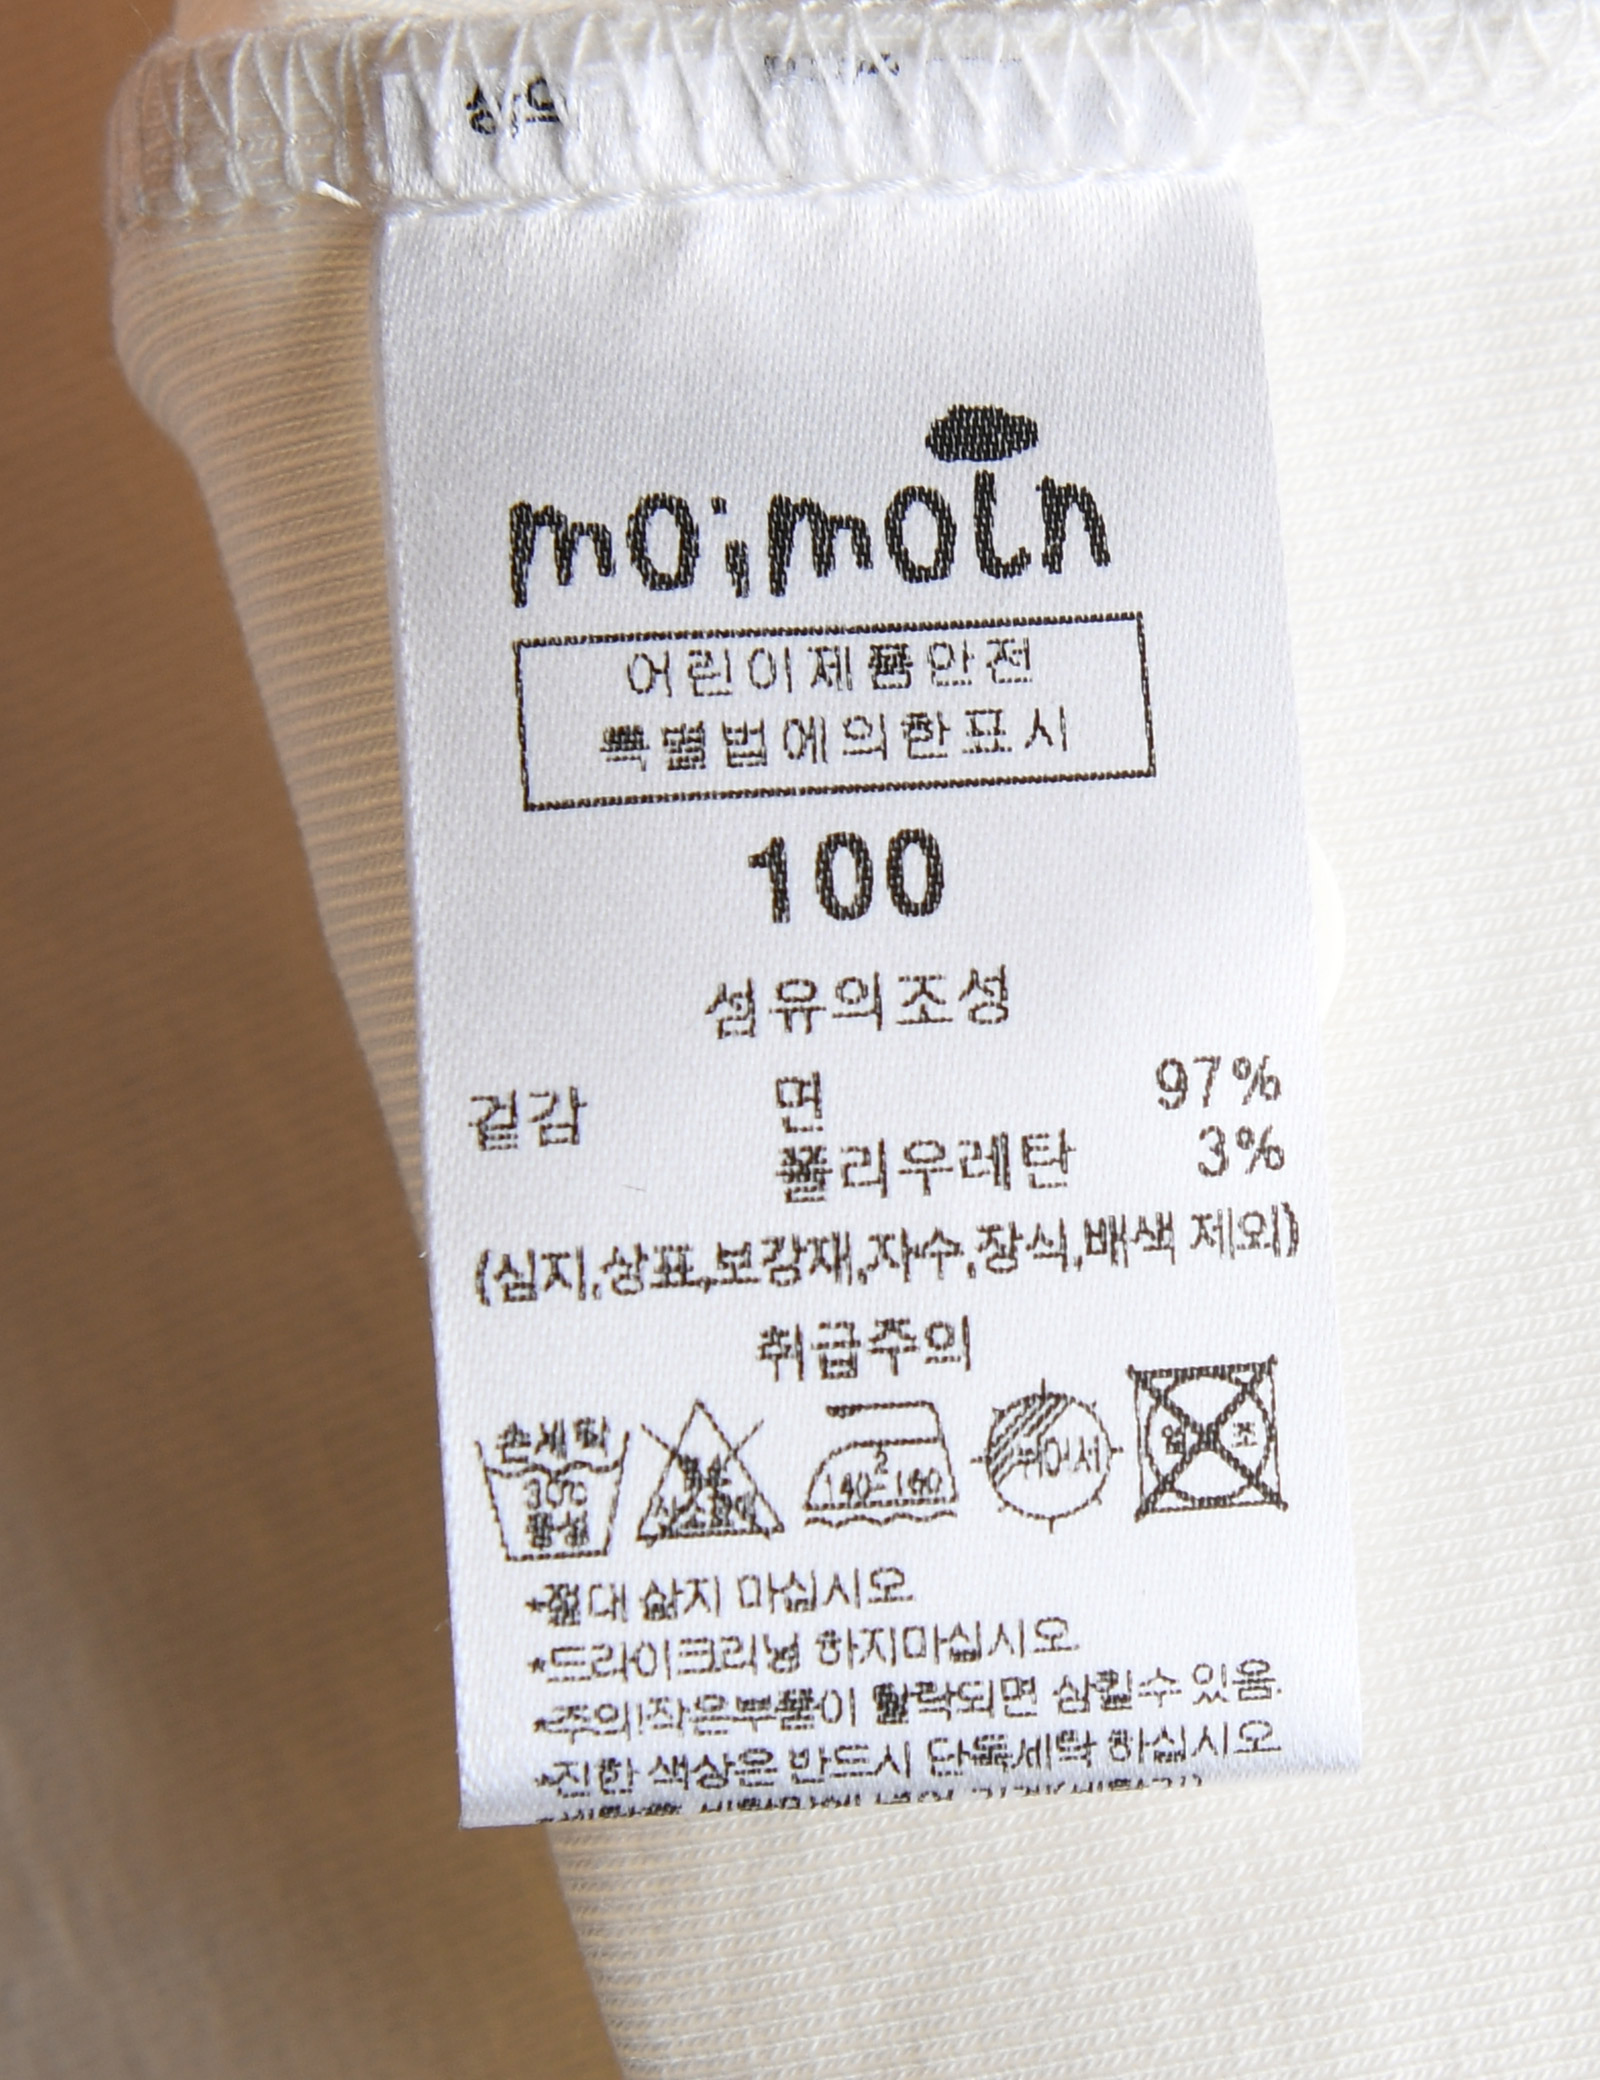 moimoln
어린이제품안전
특별법에의한표시
100
섬유의조성
겉감 면 97%
폴리우레탄 3%
(심지,상표,보강재,자수,장식,배색 제외)
취급주의
손세탁 30℃ 중성 2 140-160 뉘어서
*절대 삶지 마십시오.
*드라이크리닝 하지마십시오.
*주의!작은부품이 탈락되면 삼킬수 있음.
*진한 색상은 반드시 단독세탁 하십시오